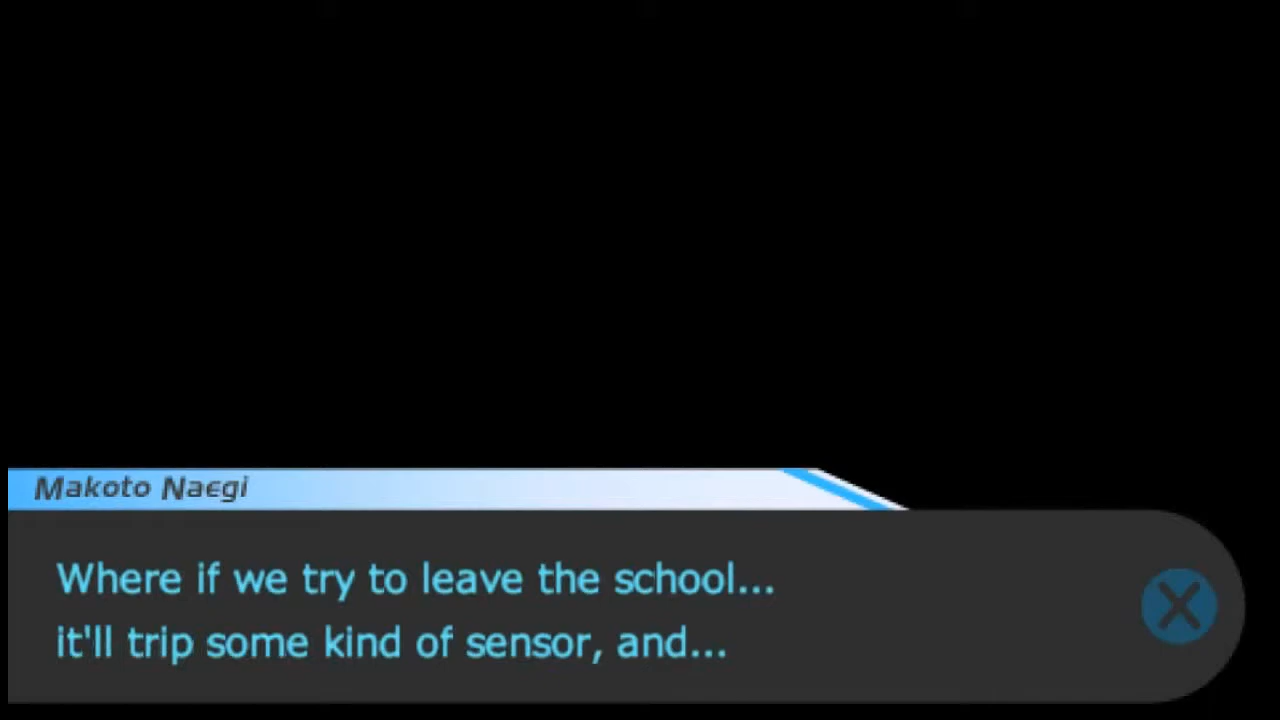 Makoto Naegi
Where if we try to leave the school...
it'll trip some kind of sensor, and...